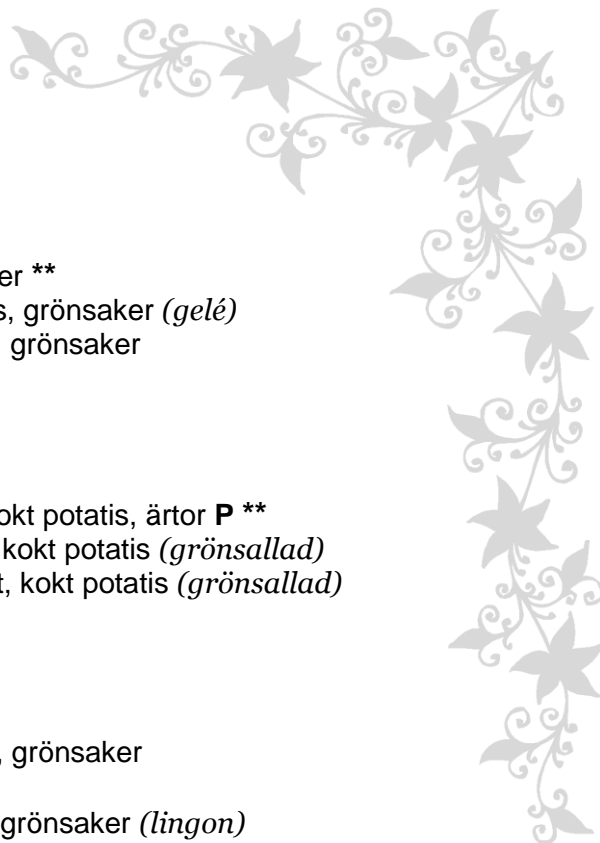 er **
s, grönsaker (gelé)
, grönsaker
okt potatis, ärtor P **
kokt potatis (grönsallad)
t, kokt potatis (grönsallad)
, grönsaker
grönsaker (lingon)